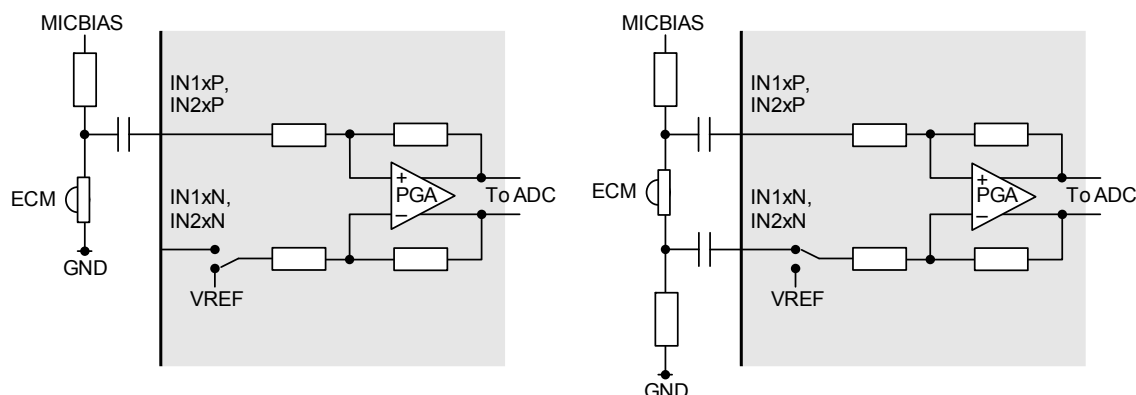 MICBIAS
IN1xP,
IN2xP
+
PGA
−
To ADC
ECM
IN1xN,
IN2xN
GND
VREF
MICBIAS
IN1xP,
IN2xP
+
PGA
−
To ADC
ECM
IN1xN,
IN2xN
VREF
GND